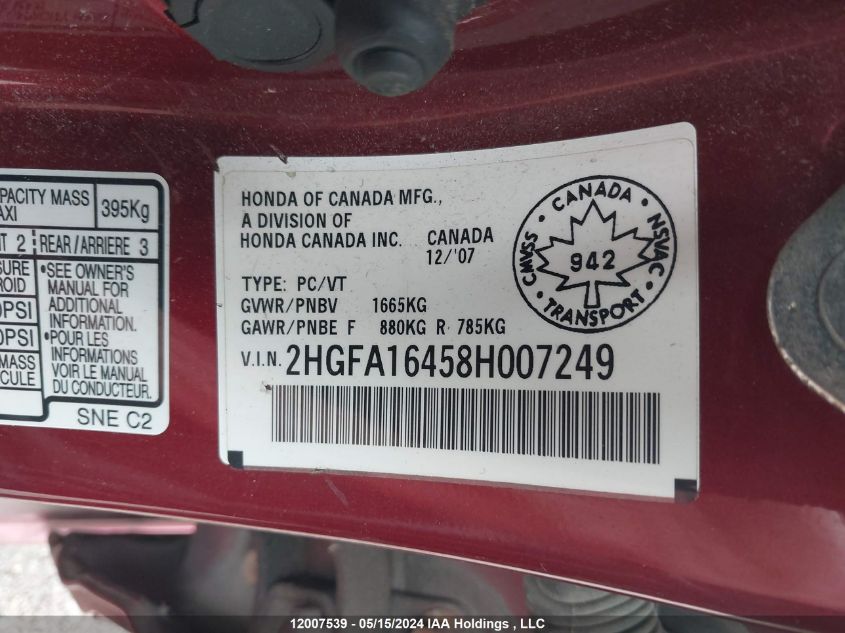 PACITY MASS
AXI
395Kg
T 2
REAR/ARRIERE 3
SURE
ROID
0PSI
0PSI
MASS
CULE
•SEE OWNER'S
MANUAL FOR
ADDITIONAL
INFORMATION.
•POUR LES
INFORMATIONS
VOIR LE MANUEL
DU CONDUCTEUR.
SNE C2
HONDA OF CANADA MFG.,
A DIVISION OF
HONDA CANADA INC. CANADA
12/'07
TYPE: PC/VT
GVWR/PNBV 1665KG
GAWR/PNBE F 880KG R 785KG
V.I.N. 2HGFA16458H007249
CANADA
CMVSS
942
NSVAC
TRANSPORT
12007539 - 05/15/2024 IAA Holdings , LLC